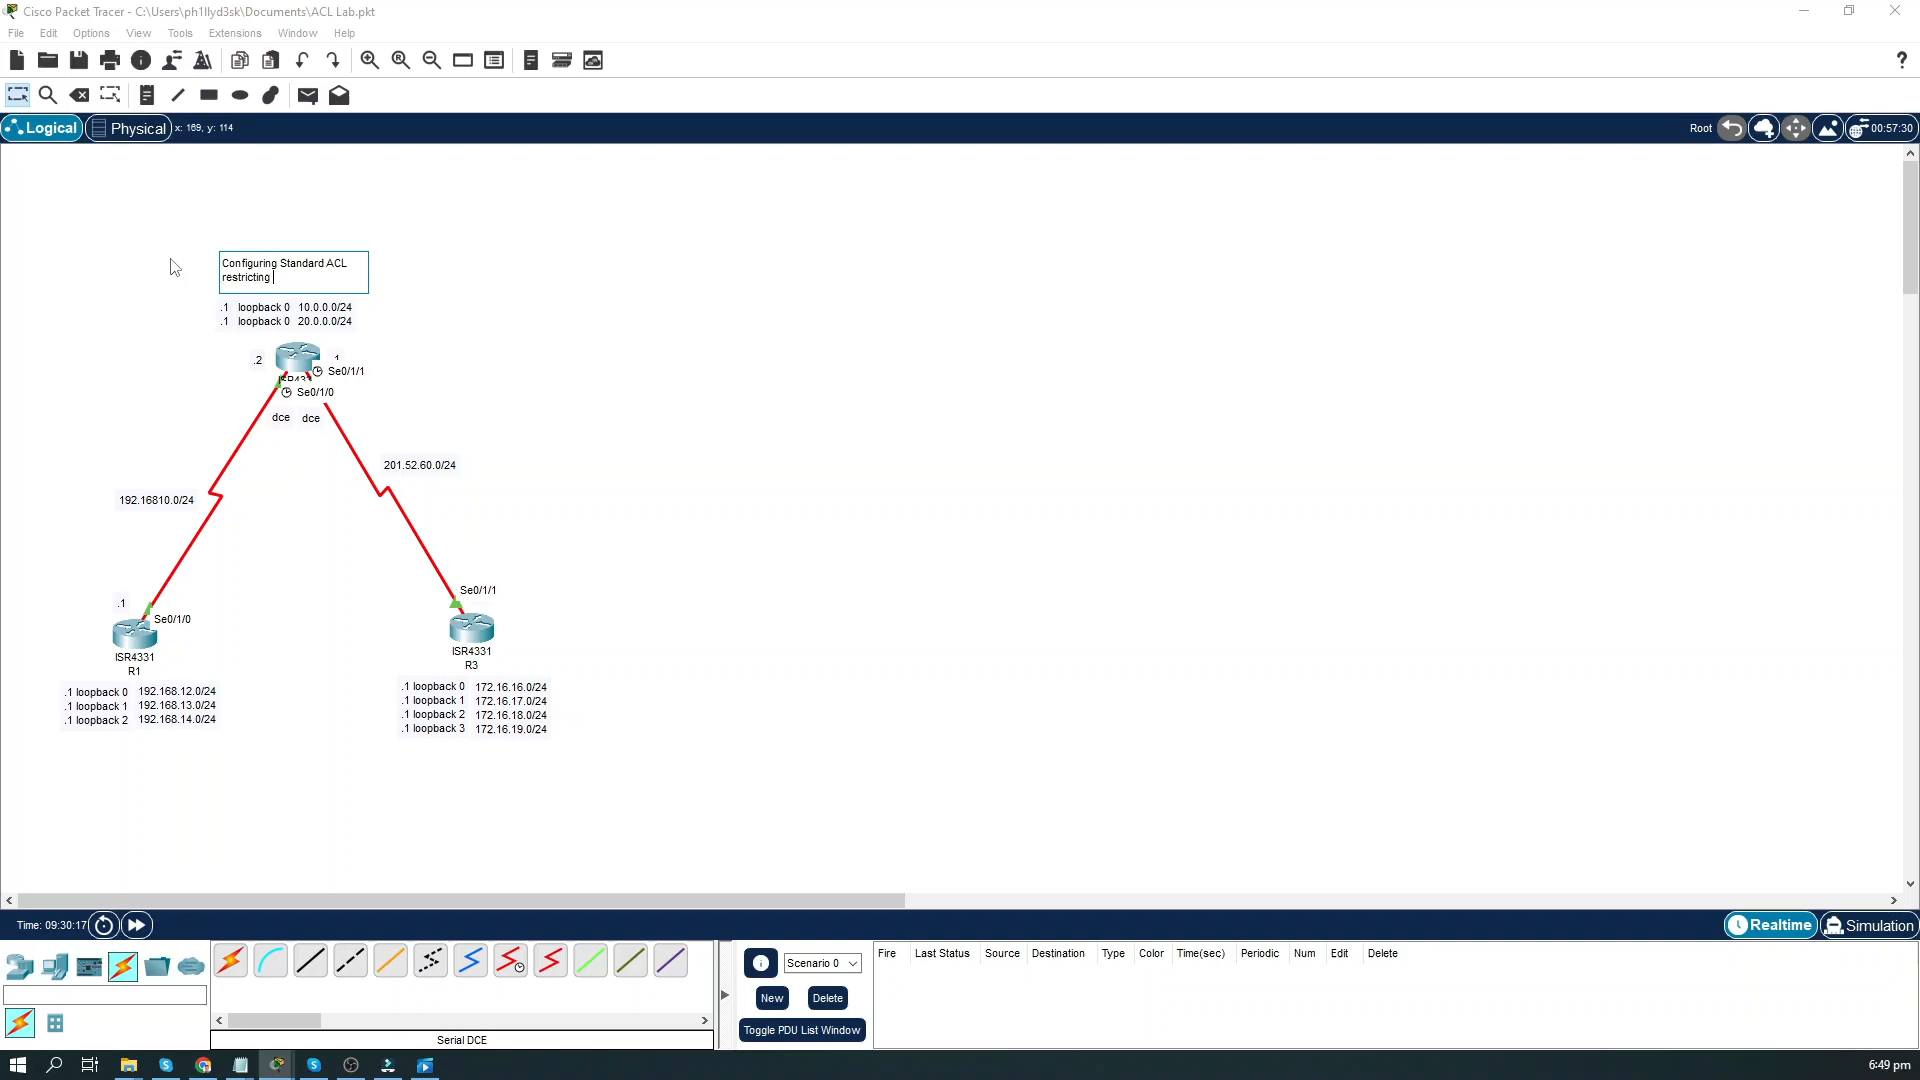 Cisco Packet Tracer - C:\Users\ph1llyd3sk\Documents\ACL Lab.pkt
File Edit Options View Tools Extensions Window Help
?
Logical Physical x: 169, y: 114 Root 00:57:30
Configuring Standard ACL
restricting
.1 loopback 0 10.0.0.0/24
.1 loopback 0 20.0.0.0/24
.2
Se0/1/1
Se0/1/0
dce dce
201.52.60.0/24
192.16810.0/24
Se0/1/1
.1
Se0/1/0
ISR4331
R1
ISR4331
R3
.1 loopback 0 192.168.12.0/24
.1 loopback 1 192.168.13.0/24
.1 loopback 2 192.168.14.0/24
.1 loopback 0 172.16.16.0/24
.1 loopback 1 172.16.17.0/24
.1 loopback 2 172.16.18.0/24
.1 loopback 3 172.16.19.0/24
Time: 09:30:17 Realtime Simulation
Scenario 0
New Delete
Toggle PDU List Window
Fire Last Status Source Destination Type Color Time(sec) Periodic Num Edit Delete
Serial DCE
6:49 pm